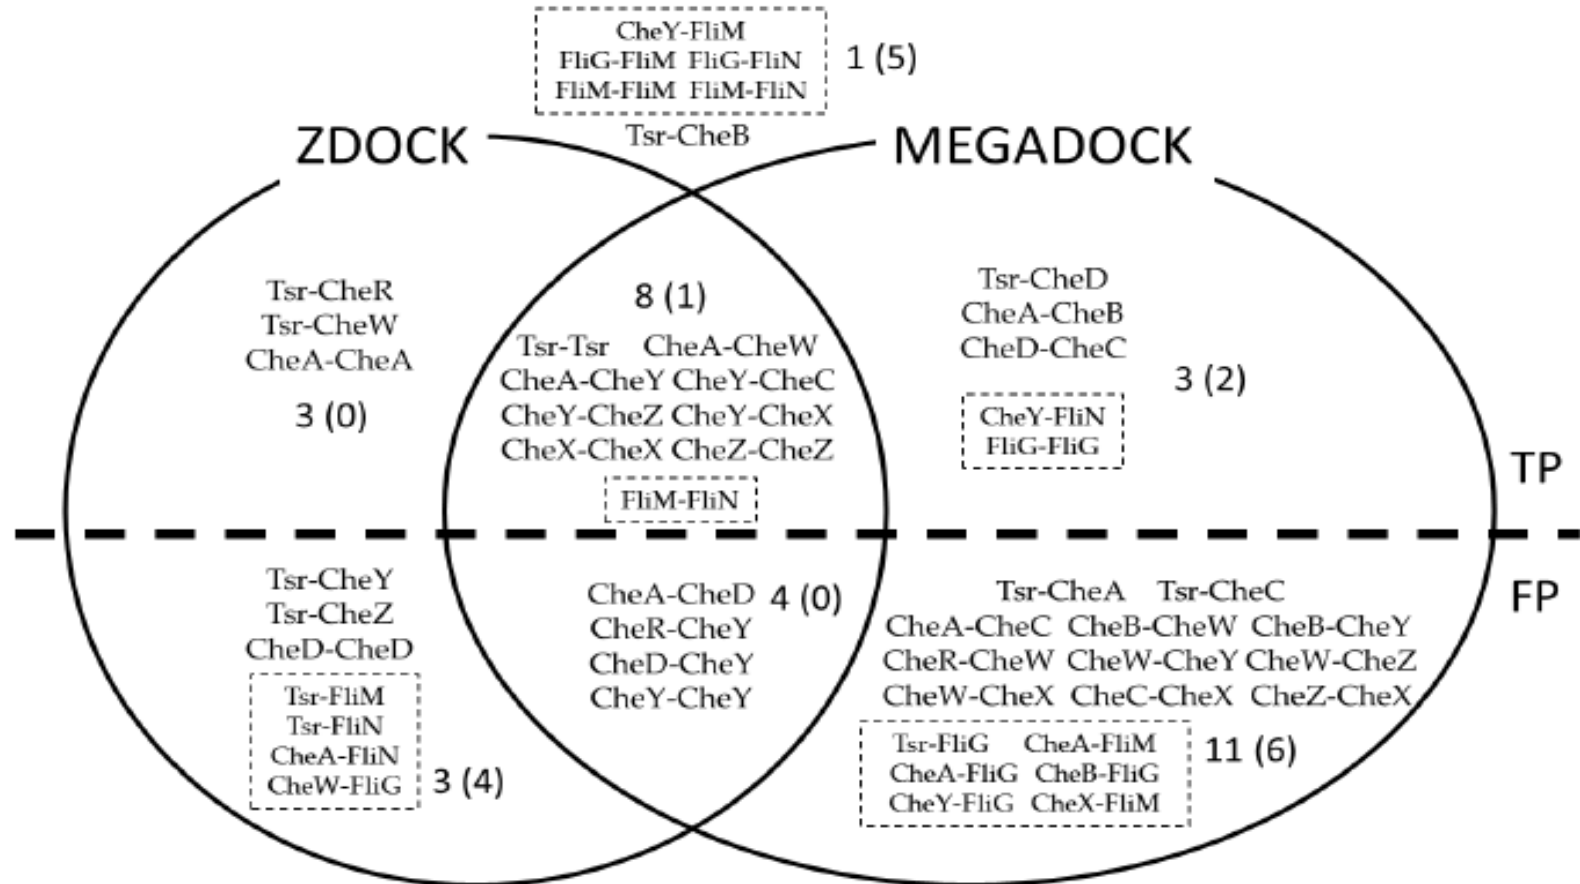 CheY-FliM
FliG-FliM FliG-FliN
FliM-FliM FliM-FliN
1 (5)
Tsr-CheB
ZDOCK
MEGADOCK
Tsr-CheR
Tsr-CheW
CheA-CheA
3 (0)
8 (1)
Tsr-Tsr CheA-CheW
CheA-CheY CheY-CheC
CheY-CheZ CheY-CheX
CheX-CheX CheZ-CheZ
FliM-FliN
Tsr-CheD
CheA-CheB
CheD-CheC
3 (2)
CheY-FliN
FliG-FliG
TP
FP
Tsr-CheY
Tsr-CheZ
CheD-CheD
Tsr-FliM
Tsr-FliN
CheA-FliN
CheW-FliG
3 (4)
CheA-CheD 4 (0)
CheR-CheY
CheD-CheY
CheY-CheY
Tsr-CheA Tsr-CheC
CheA-CheC CheB-CheW CheB-CheY
CheR-CheW CheW-CheY CheW-CheZ
CheW-CheX CheC-CheX CheZ-CheX
Tsr-FliG CheA-FliM
CheA-FliG CheB-FliG
CheY-FliG CheX-FliM
11 (6)